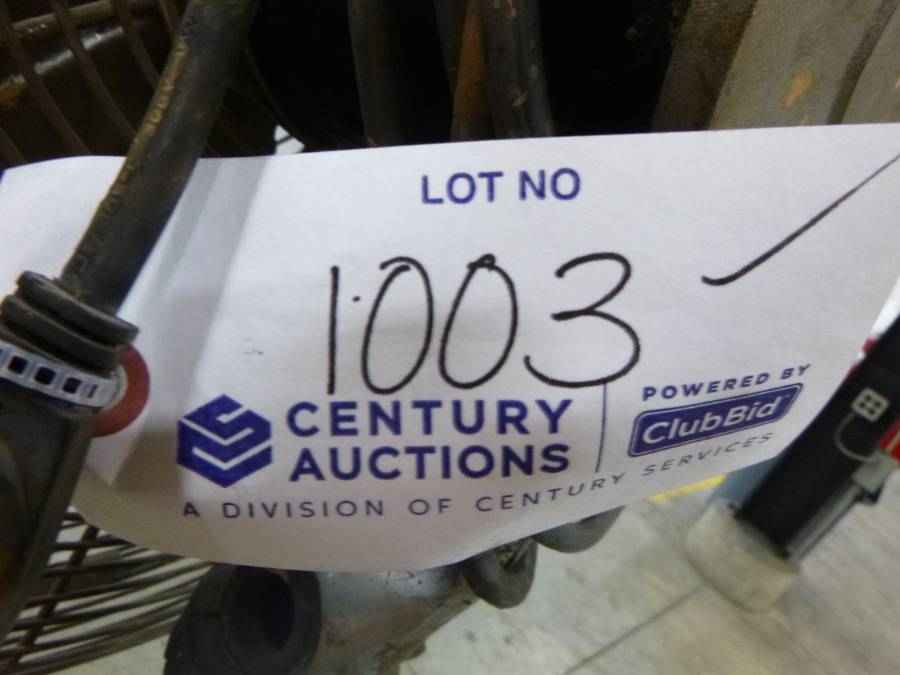 LOT NO
1003
CENTURY
AUCTIONS
POWERED BY
ClubBid
A DIVISION OF CENTURY SERVICES